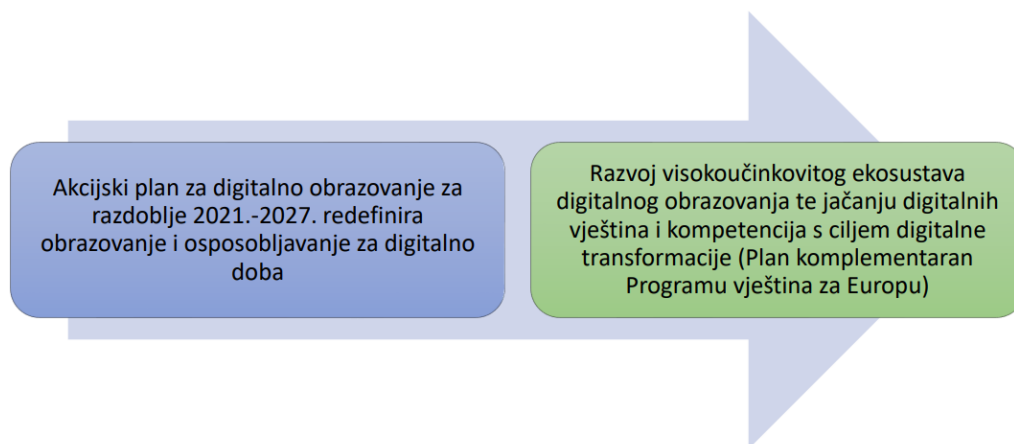 Akcijski plan za digitalno obrazovanje za
razdoblje 2021.-2027. redefinira
obrazovanje i osposobljavanje za digitalno
doba
Razvoj visokoučinkovitog ekosustava
digitalnog obrazovanja te jačanju digitalnih
vještina i kompetencija s ciljem digitalne
transformacije (Plan komplementaran
Programu vještina za Europu)